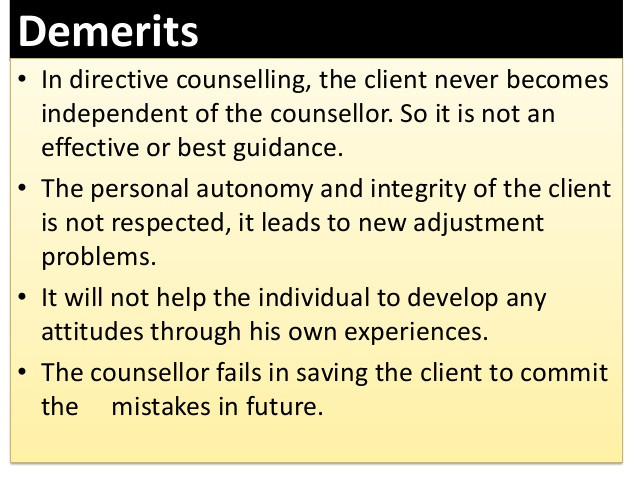 Demerits
• In directive counselling, the client never becomes
independent of the counsellor. So it is not an
effective or best guidance.
• The personal autonomy and integrity of the client
is not respected, it leads to new adjustment
problems.
• It will not help the individual to develop any
attitudes through his own experiences.
• The counsellor fails in saving the client to commit
the mistakes in future.